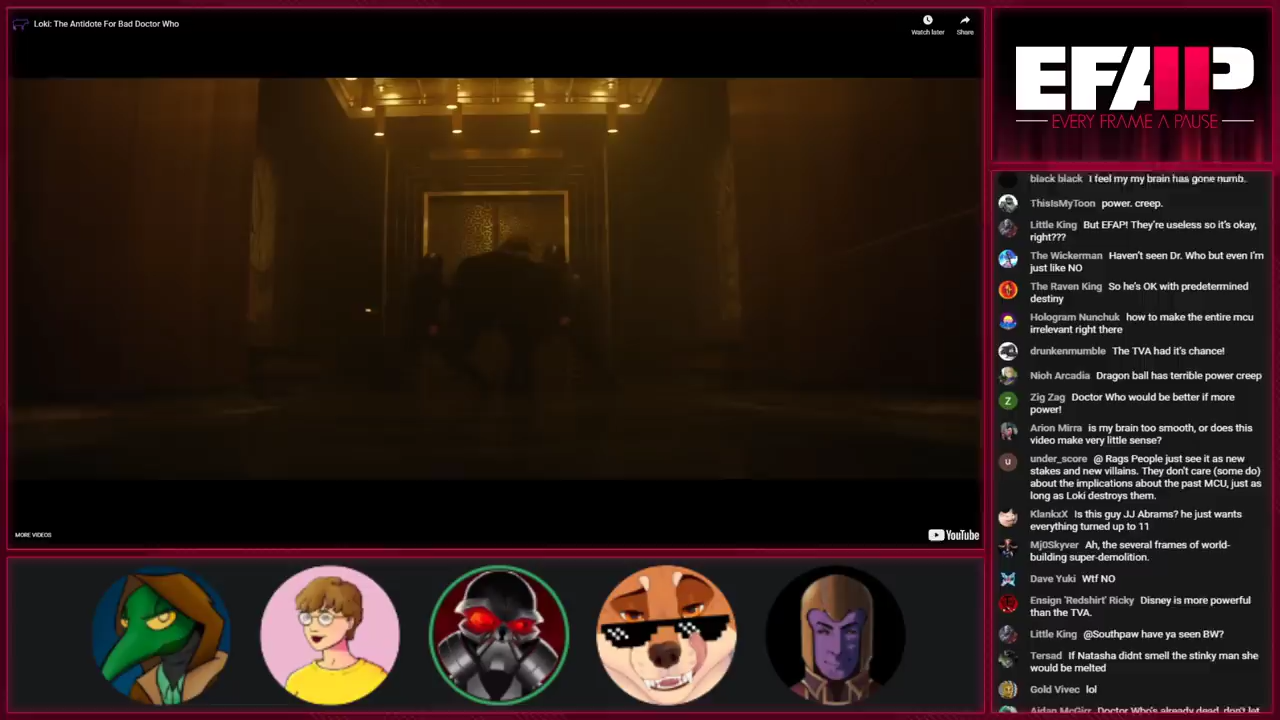 Loki: The Antidote For Bad Doctor Who
Watch later
Share
MORE VIDEOS
YouTube
EFAP
EVERY FRAME A PAUSE
black black I feel my my brain has gone numb.
ThisIsMyToon power. creep.
Little King But EFAP! They're useless so it's okay,
right???
The Wickerman Haven't seen Dr. Who but even I'm
just like NO
The Raven King So he's OK with predetermined
destiny
Hologram Nunchuk how to make the entire mcu
irrelevant right there
drunkenmumble The TVA had it's chance!
Nioh Arcadia Dragon ball has terrible power creep
Z
Zig Zag Doctor Who would be better if more
power!
Arion Mirra is my brain too smooth, or does this
video make very little sense?
u
under_score @ Rags People just see it as new
stakes and new villains. They don't care (some do)
about the implications about the past MCU, just as
long as Loki destroys them.
KlankxX Is this guy JJ Abrams? he just wants
everything turned up to 11
Mj0Skyver Ah, the several frames of world-
building super-demolition.
Dave Yuki Wtf NO
Ensign 'Redshirt' Ricky Disney is more powerful
than the TVA.
Little King @Southpaw have ya seen BW?
Tersad If Natasha didnt smell the stinky man she
would be melted
Gold Vivec lol
Aidan McGirr Doctor Who's already dead, don't let